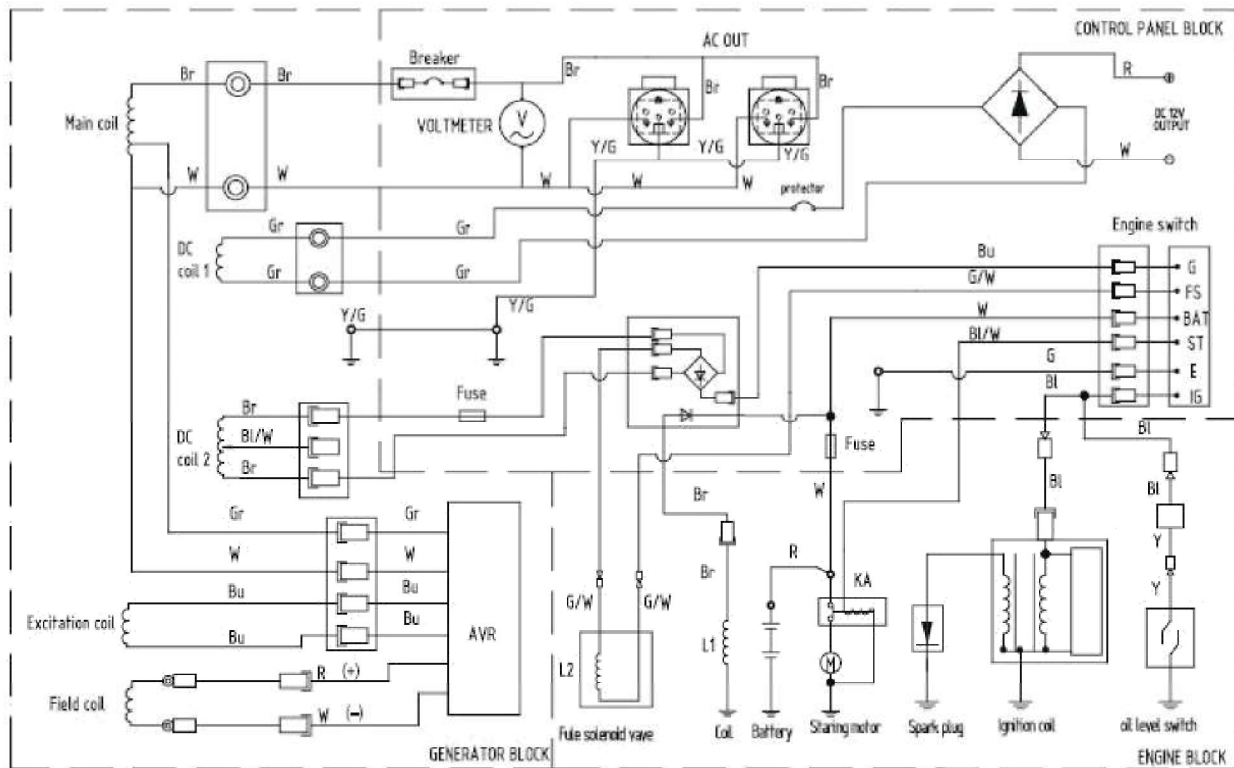 CONTROL PANEL BLOCK
AC OUT
Breaker
Br
Br
Br
Br
Br
R
Main coil
VOLTMETER
V
DC 12V
OUTPUT
Y/G
Y/G
Y/G
W
W
W
W
W
W
protector
Gr
Gr
DC
coil 1
Gr
Gr
Engine switch
Bu
G
G/W
FS
Y/G
Y/G
W
BAT
Bl/W
ST
G
E
Bl
IG
Fuse
Br
DC
coil 2
Bl/W
Br
Fuse
Bl
Br
W
Bl
Bl
Gr
Gr
W
W
Y
R
KA
Bu
Bu
Br
Y
Excitation coil
AVR
G/W
G/W
Bu
Bu
L1
M
R
(+)
L2
Field coil
W
(-)
Fule solenoid vave
Coil
Battery
Staring motor
Spark plug
Ignition coil
oil level switch
GENERATOR BLOCK
ENGINE BLOCK